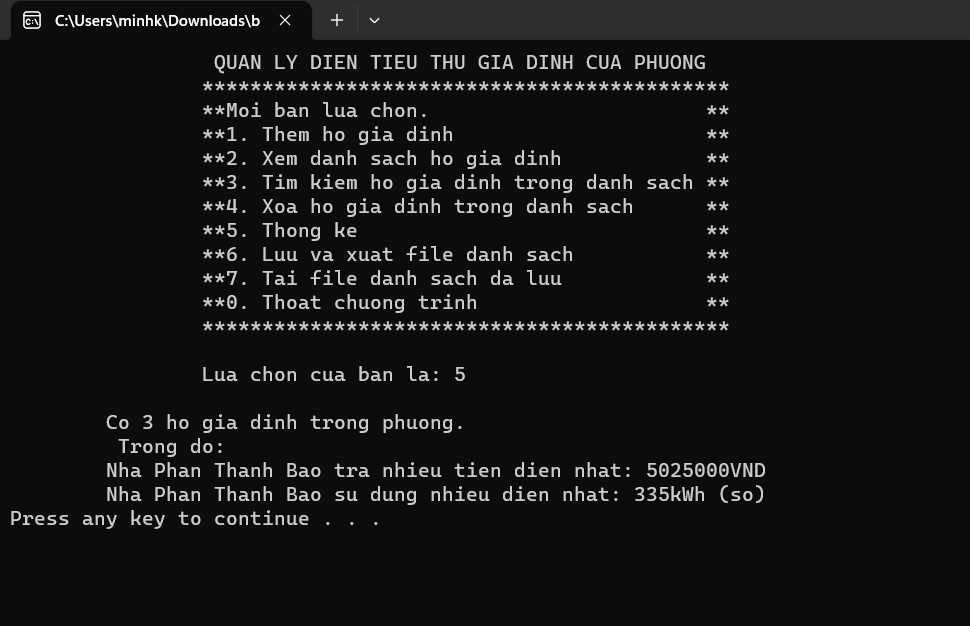 C:\Users\minhk\Downloads\b
QUAN LY DIEN TIEU THU GIA DINH CUA PHUONG
********************************************
**Moi ban lua chon.                       **
**1. Them ho gia dinh                     **
**2. Xem danh sach ho gia dinh            **
**3. Tim kiem ho gia dinh trong danh sach **
**4. Xoa ho gia dinh trong danh sach      **
**5. Thong ke                             **
**6. Luu va xuat file danh sach           **
**7. Tai file danh sach da luu            **
**0. Thoat chuong trinh                   **
********************************************
Lua chon cua ban la: 5
Co 3 ho gia dinh trong phuong.
Trong do:
Nha Phan Thanh Bao tra nhieu tien dien nhat: 5025000VND
Nha Phan Thanh Bao su dung nhieu dien nhat: 335kWh (so)
Press any key to continue . . .